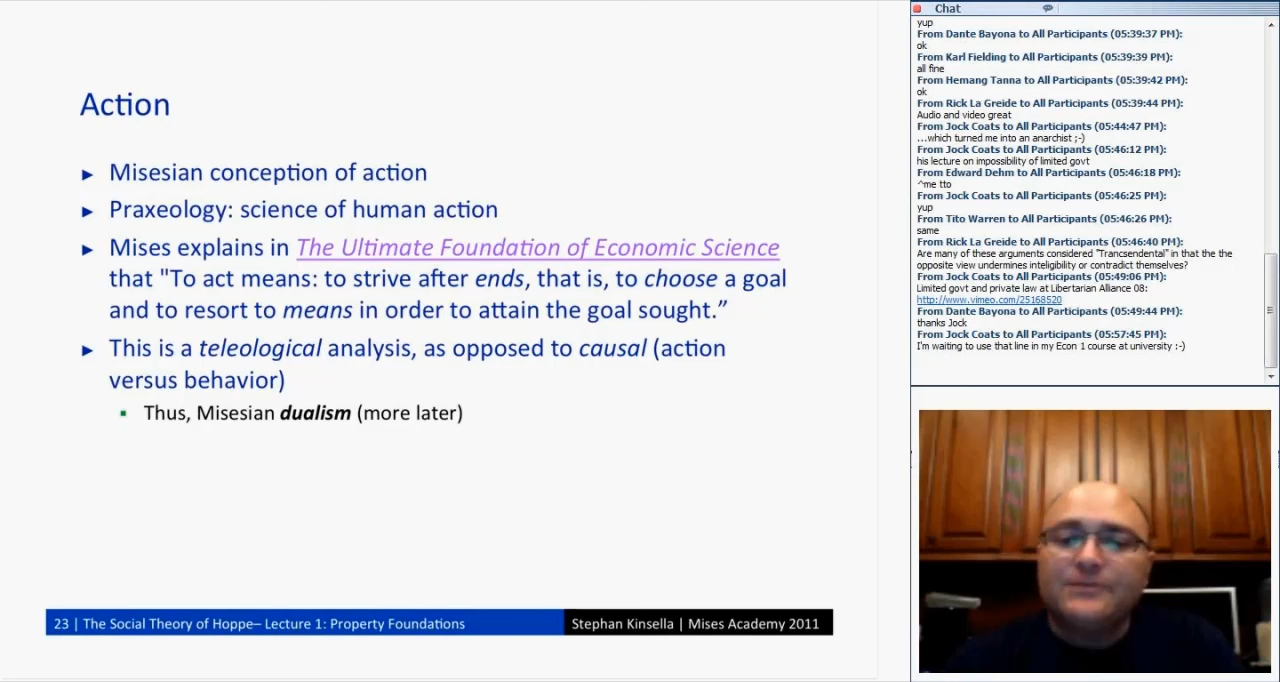 Action
► Misesian conception of action
► Praxeology: science of human action
► Mises explains in The Ultimate Foundation of Economic Science
that "To act means: to strive after ends, that is, to choose a goal
and to resort to means in order to attain the goal sought.”
► This is a teleological analysis, as opposed to causal (action
versus behavior)
▪ Thus, Misesian dualism (more later)
23 | The Social Theory of Hoppe– Lecture 1: Property Foundations
Stephan Kinsella | Mises Academy 2011
Chat
yup
From Dante Bayona to All Participants (05:39:37 PM):
ok
From Karl Fielding to All Participants (05:39:39 PM):
all fine
From Hemang Tanna to All Participants (05:39:42 PM):
ok
From Rick La Greide to All Participants (05:39:44 PM):
Audio and video great
From Jock Coats to All Participants (05:44:47 PM):
...which turned me into an anarchist ;-)
From Jock Coats to All Participants (05:46:12 PM):
his lecture on impossibility of limited govt
From Edward Dehm to All Participants (05:46:18 PM):
^me tto
From Jock Coats to All Participants (05:46:25 PM):
yup
From Tito Warren to All Participants (05:46:26 PM):
same
From Rick La Greide to All Participants (05:46:40 PM):
Are many of these arguments considered "Trancsendental" in that the the
opposite view undermines inteligibility or contradict themselves?
From Jock Coats to All Participants (05:49:06 PM):
Limited govt and private law at Libertarian Alliance 08:
http://www.vimeo.com/25168520
From Dante Bayona to All Participants (05:49:44 PM):
thanks Jock
From Jock Coats to All Participants (05:57:45 PM):
I'm waiting to use that line in my Econ 1 course at university :-)